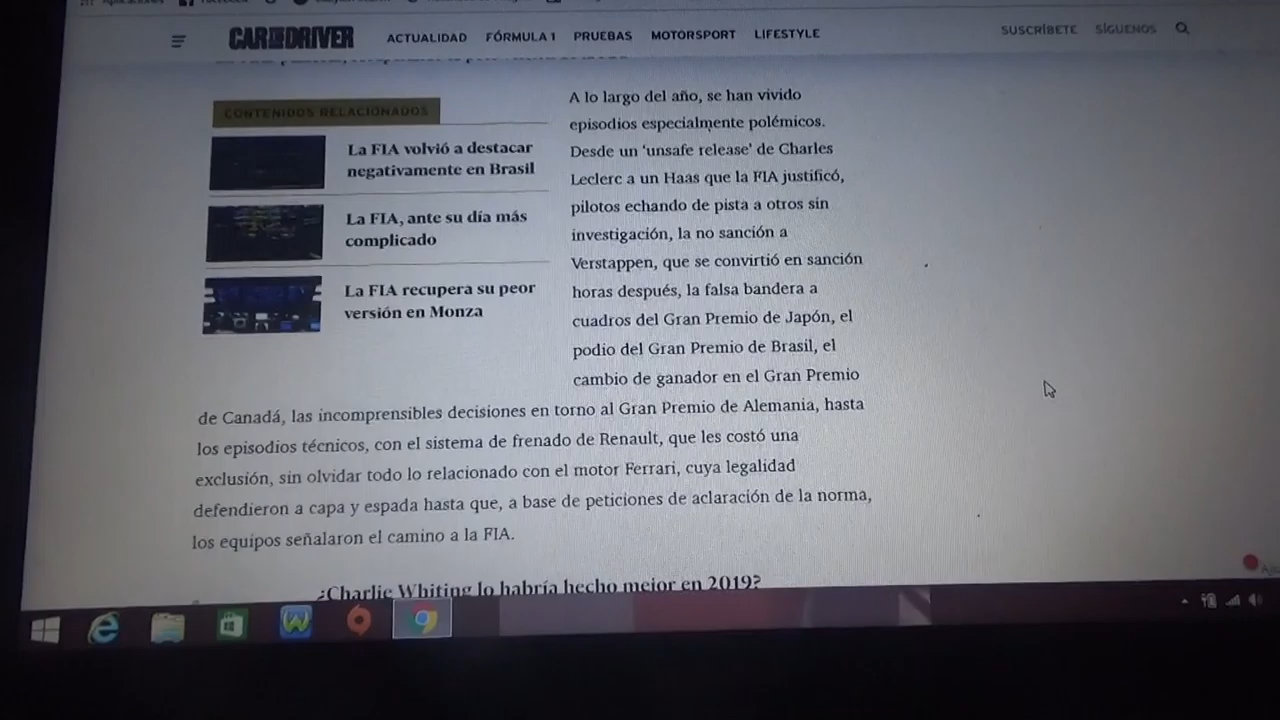 CAR AND DRIVER
ACTUALIDAD FÓRMULA 1 PRUEBAS MOTORSPORT LIFESTYLE
SUSCRÍBETE SÍGUENOS
CONTENIDOS RELACIONADOS
La FIA volvió a destacar
negativamente en Brasil
La FIA, ante su día más
complicado
La FIA recupera su peor
versión en Monza
A lo largo del año, se han vivido
episodios especialmente polémicos.
Desde un 'unsafe release' de Charles
Leclerc a un Haas que la FIA justificó,
pilotos echando de pista a otros sin
investigación, la no sanción a
Verstappen, que se convirtió en sanción
horas después, la falsa bandera a
cuadros del Gran Premio de Japón, el
podio del Gran Premio de Brasil, el
cambio de ganador en el Gran Premio
de Canadá, las incomprensibles decisiones en torno al Gran Premio de Alemania, hasta
los episodios técnicos, con el sistema de frenado de Renault, que les costó una
exclusión, sin olvidar todo lo relacionado con el motor Ferrari, cuya legalidad
defendieron a capa y espada hasta que, a base de peticiones de aclaración de la norma,
los equipos señalaron el camino a la FIA.
¿Charlie Whiting lo habría hecho mejor en 2019?